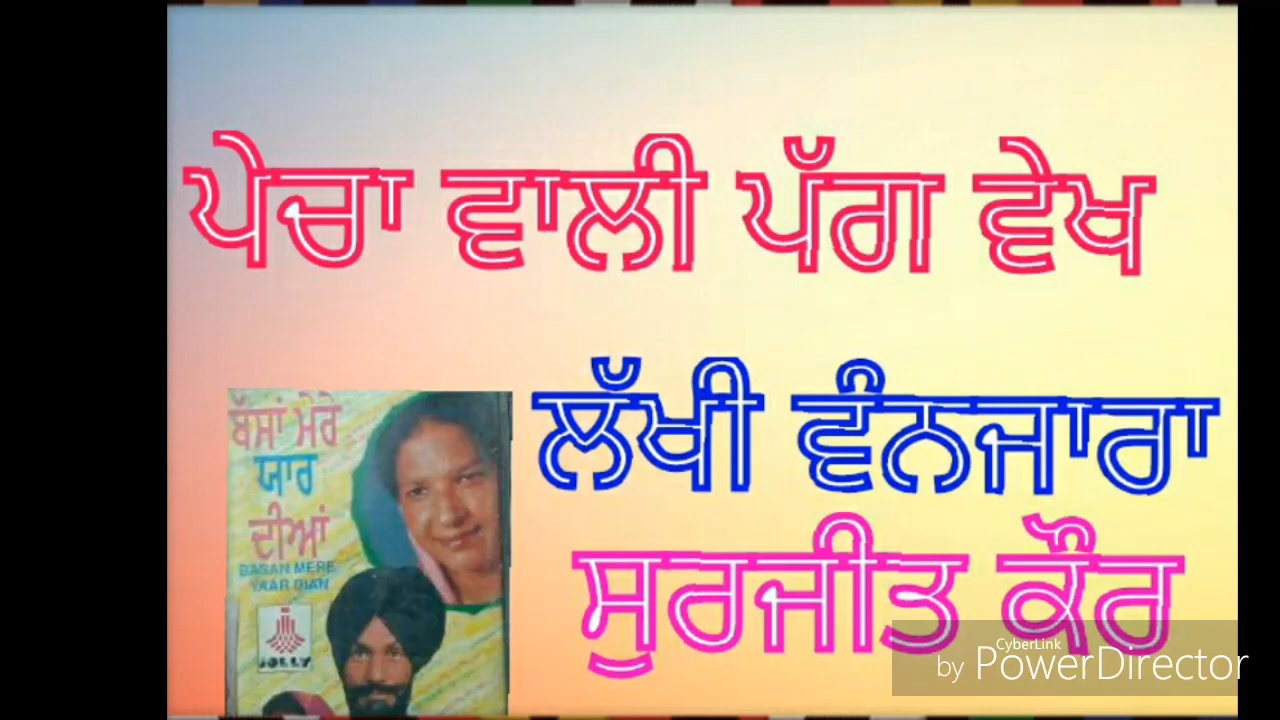 ਪੇਚਾ ਵਾਲੀ ਪੱਗ ਵੇਖ
ਲੱਖੀ ਵੰਨਜਾਰਾ
ਸੁਰਜੀਤ ਕੌਰ
ਬੱਸਾਂ ਮੇਰੇ
ਯਾਰ
ਦੀਆਂ
BASAN MERE
YAAR DIAN
JOLLY
CyberLink
by PowerDirector